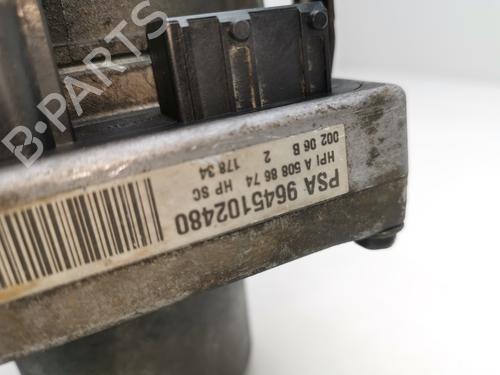 B-PARTS
PSA 9645102480
HPI A 508 86 74 HP SC
002 06 B 2 178 34